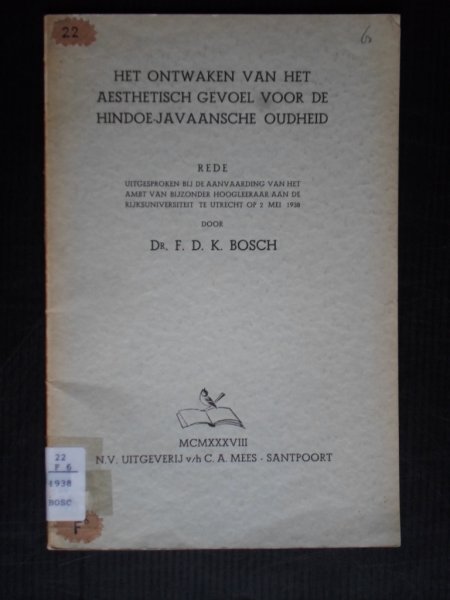 22
6
HET ONTWAKEN VAN HET
AESTHETISCH GEVOEL VOOR DE
HINDOE-JAVAANSCHE OUDHEID
REDE
UITGESPROKEN BIJ DE AANVAARDING VAN HET
AMBT VAN BIJZONDER HOOGLEERAAR AAN DE
RIJKSUNIVERSITEIT TE UTRECHT OP 2 MEI 1938
DOOR
DR. F. D. K. BOSCH
MCMXXXVIII
N.V. UITGEVERIJ v/h C. A. MEES - SANTPOORT
22
F 6
1938
BOSC
F6